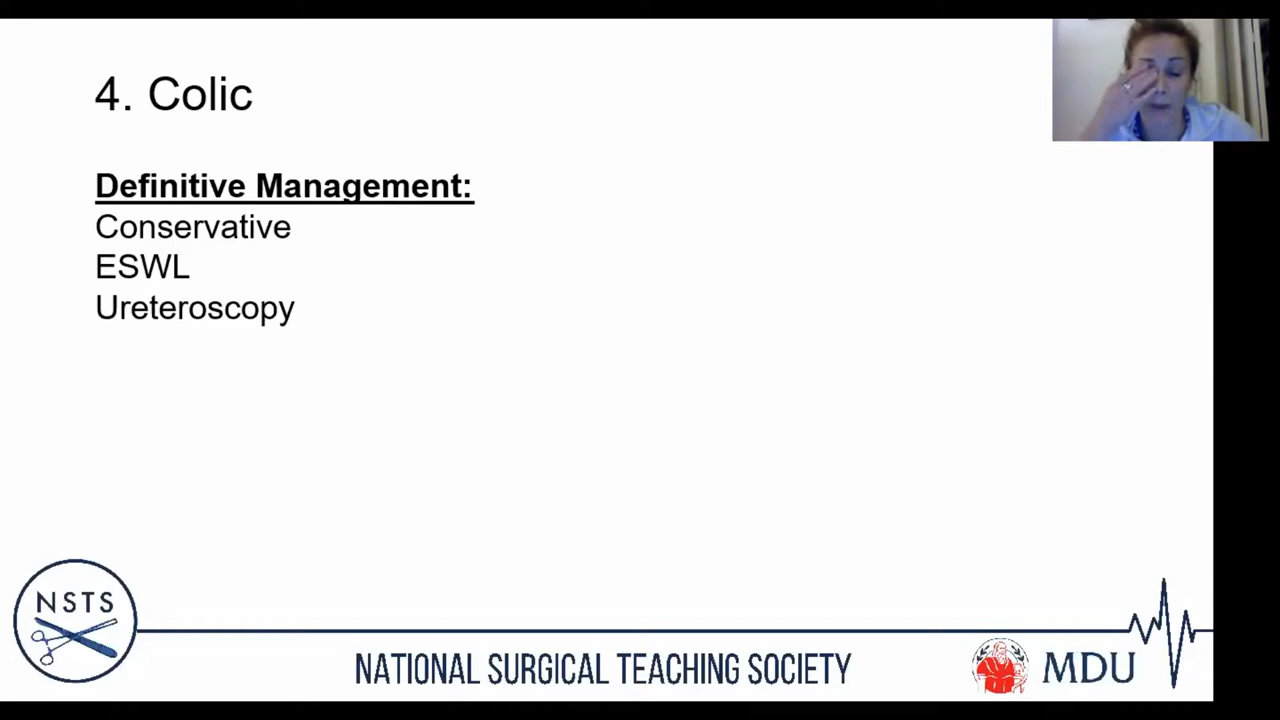 4. Colic
Definitive Management:
Conservative
ESWL
Ureteroscopy
NSTS
NATIONAL SURGICAL TEACHING SOCIETY
MDU